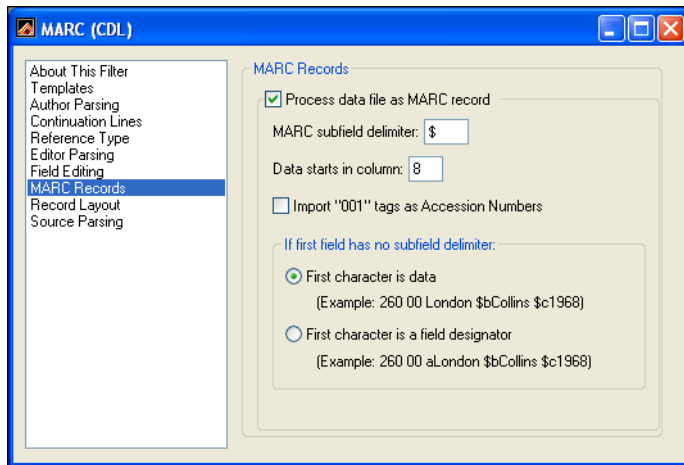 MARC (CDL)
About This Filter
Templates
Author Parsing
Continuation Lines
Reference Type
Editor Parsing
Field Editing
MARC Records
Record Layout
Source Parsing
MARC Records
Process data file as MARC record
MARC subfield delimiter: $
Data starts in column: 8
Import "001" tags as Accession Numbers
If first field has no subfield delimiter:
First character is data
(Example: 260 00 London $bCollins $c1968)
First character is a field designator
(Example: 260 00 aLondon $bCollins $c1968)